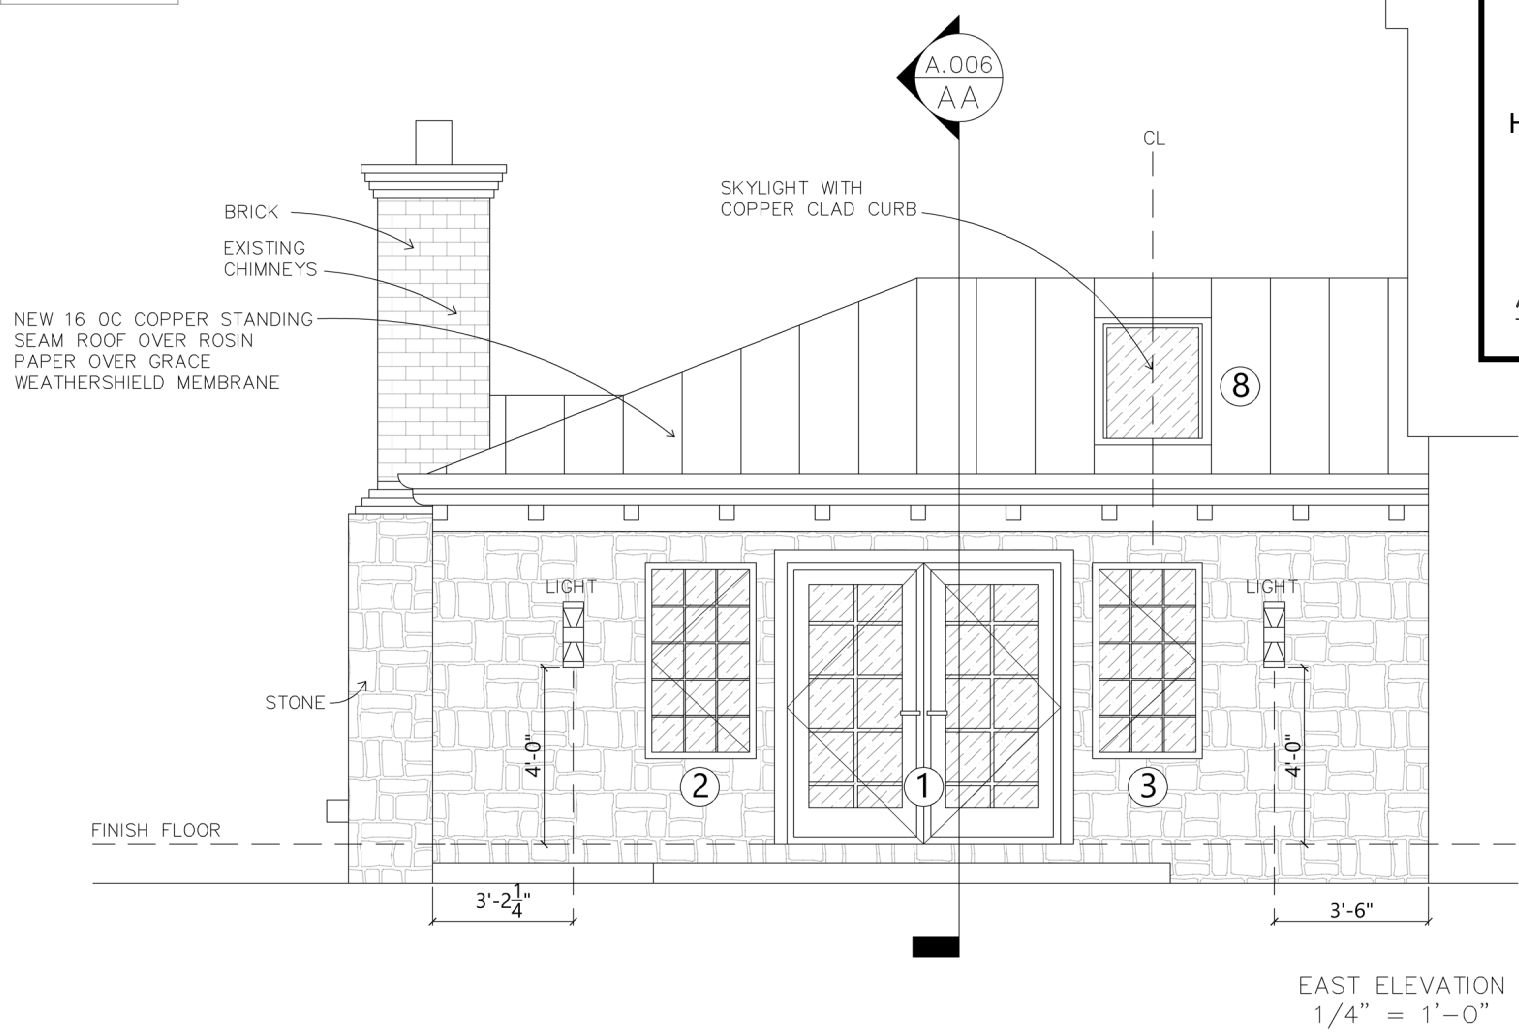 A.006
AA
CL
SKYLIGHT WITH
COPPER CLAD CURB
BRICK
EXISTING
CHIMNEYS
NEW 16 OC COPPER STANDING
SEAM ROOF OVER ROSIN
PAPER OVER GRACE
WEATHERSHIELD MEMBRANE
8
LIGHT
LIGHT
STONE
4'-0"
4'-0"
2
1
3
FINISH FLOOR
3'-2 1/4"
3'-6"
EAST ELEVATION
1/4" = 1'-0"